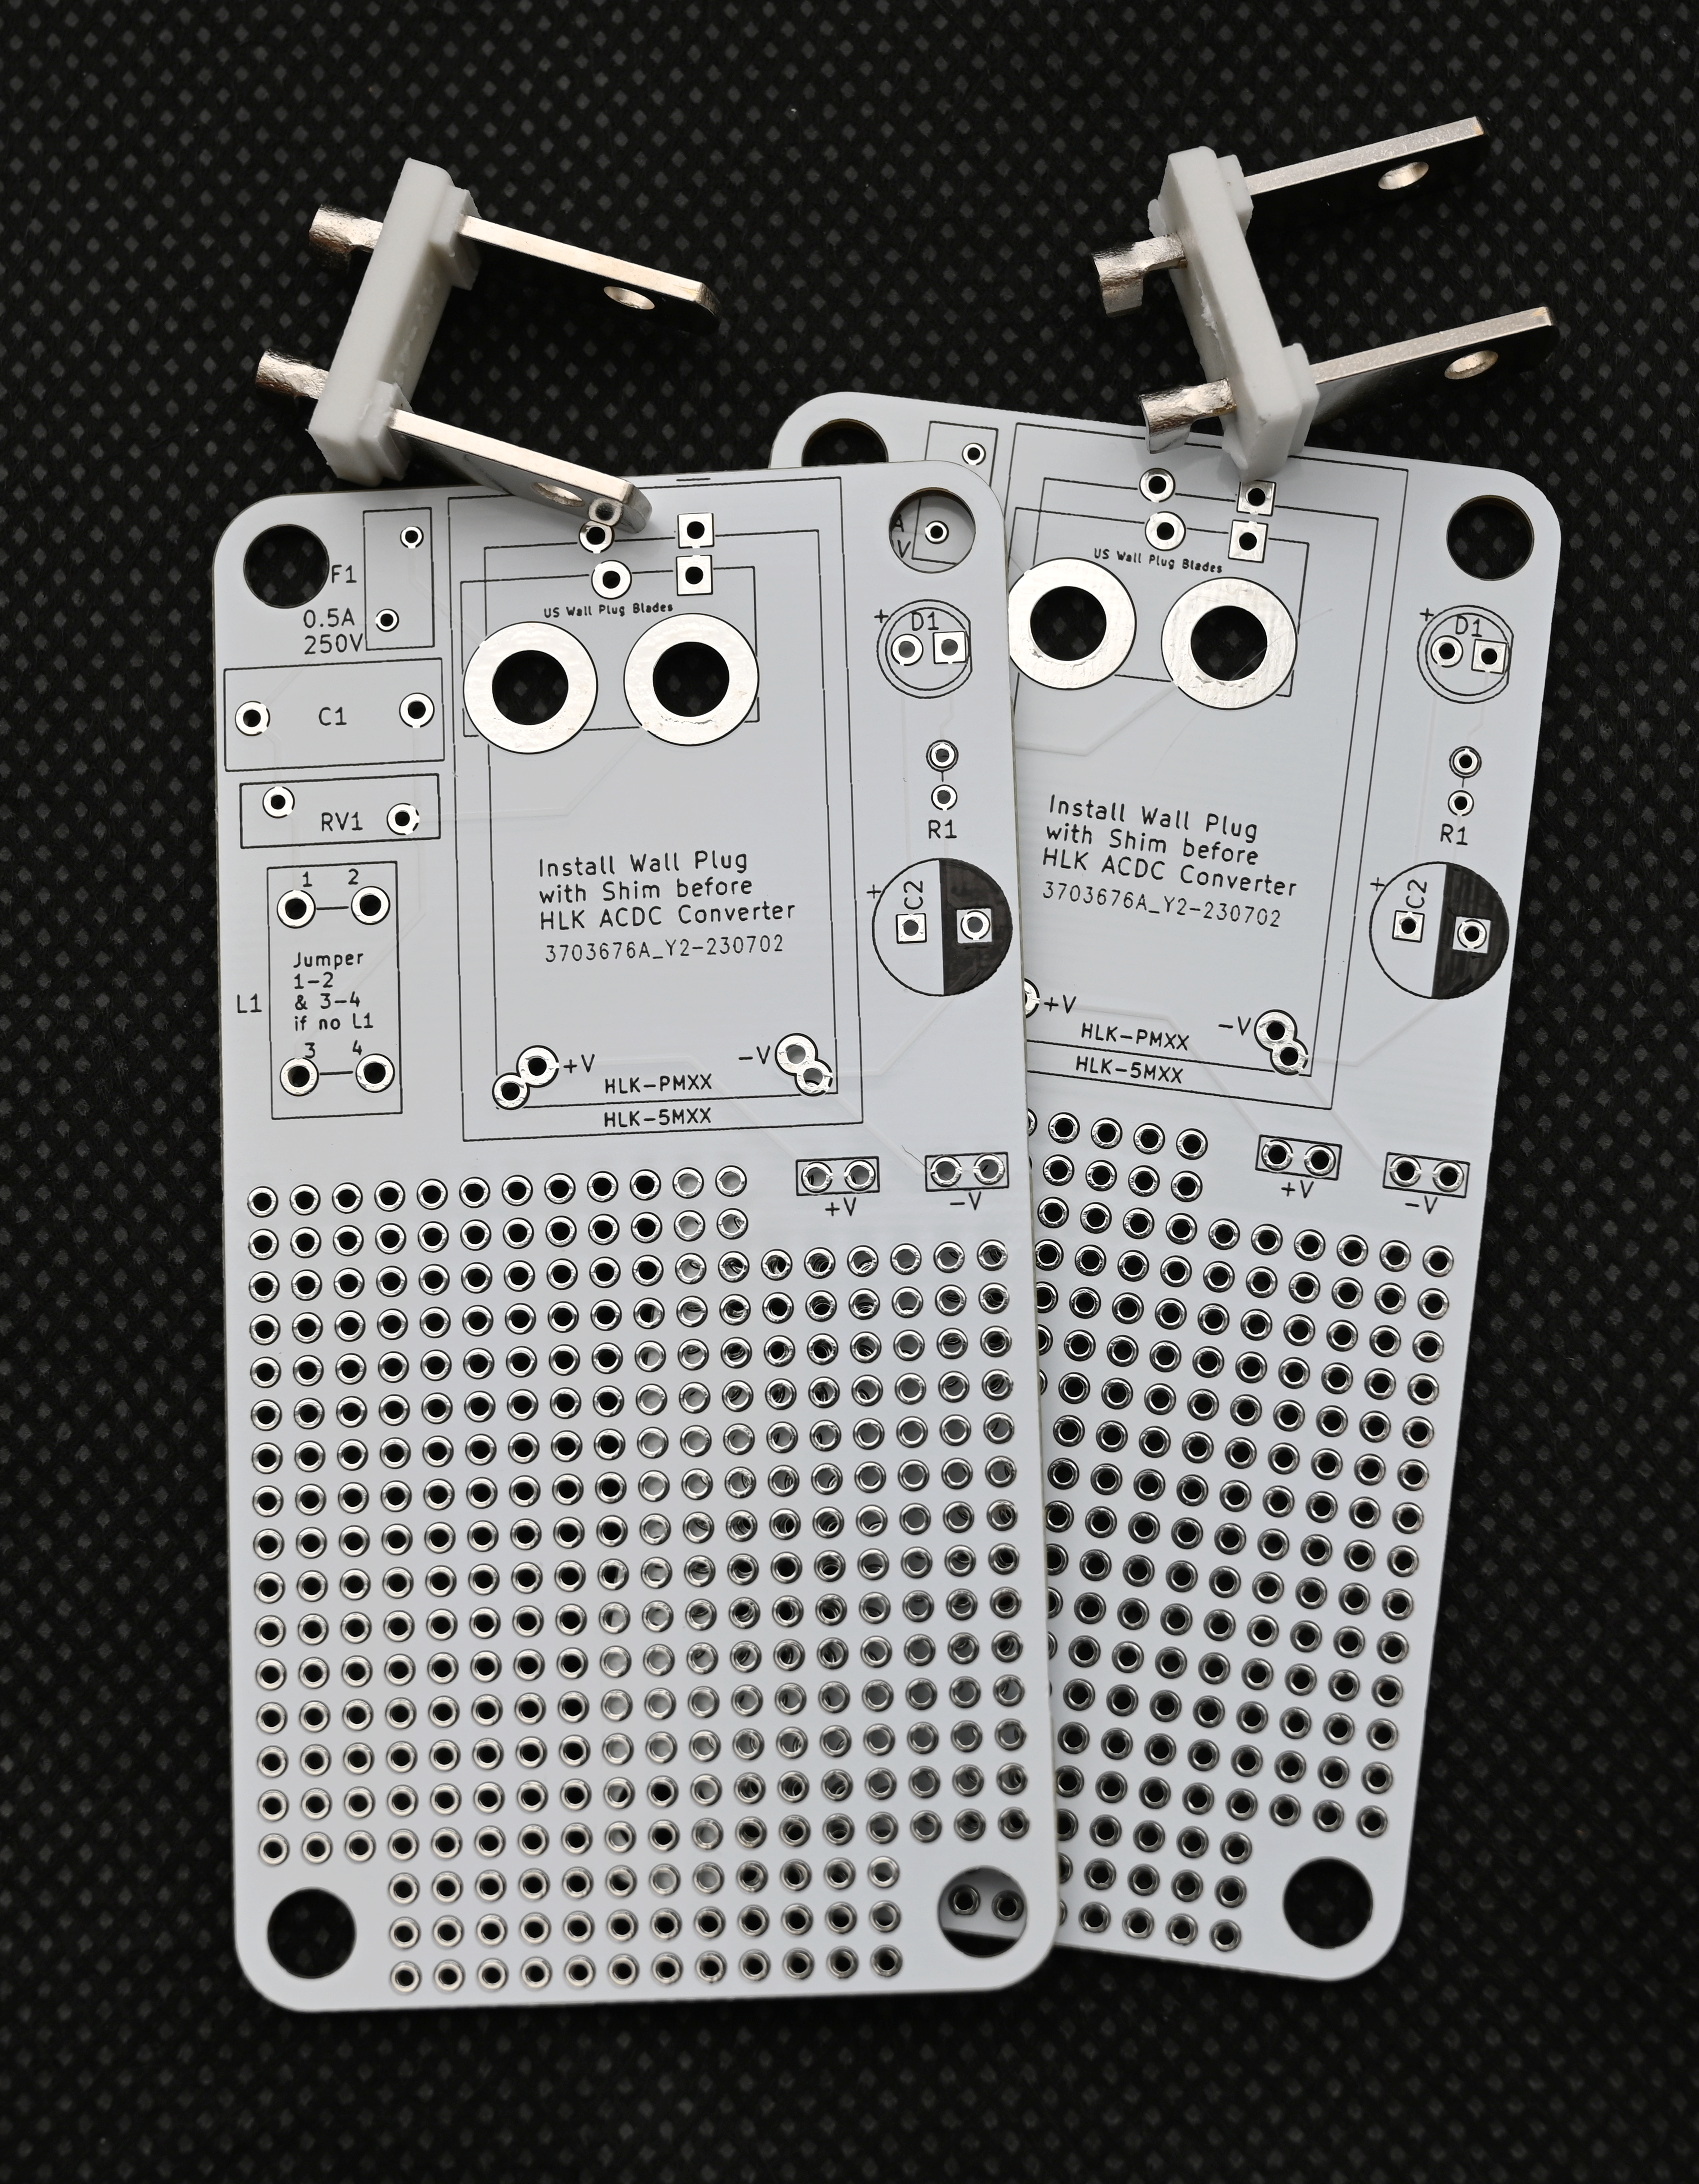 F1
0.5A
250V
US Wall Plug Blades
C1
RV1
Install Wall Plug
with Shim before
HLK ACDC Converter
3703676A_Y2-230702
1 2
Jumper
1-2
& 3-4
if no L1
3 4
L1
+V
-V
HLK-PMXX
HLK-5MXX
+
D1
R1
+
C2
+V
-V
A
V
US Wall Plug Blades
Install Wall Plug
with Shim before
HLK ACDC Converter
3703676A_Y2-230702
+V
-V
HLK-PMXX
HLK-5MXX
+
D1
R1
+
C2
+V
-V